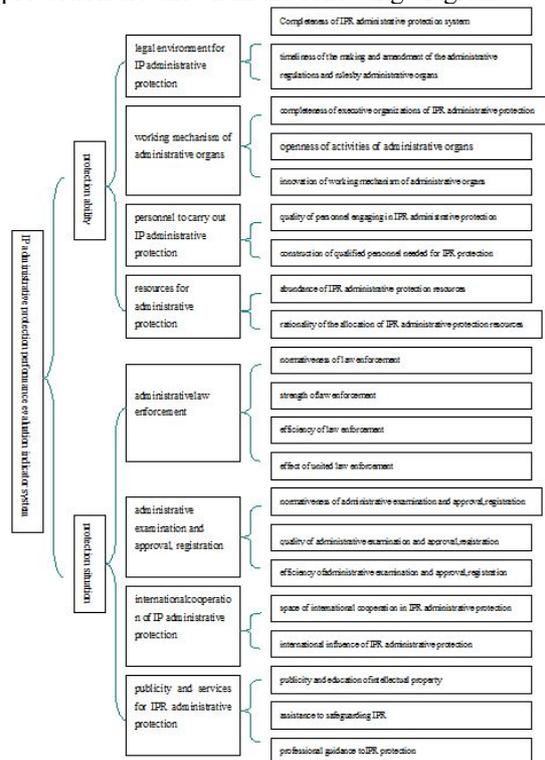 IP administrative protection performance evaluation indicator system
protection ability
legal environment for
IP administrative
protection
Completeness of IPR administrative protection system
timeliness of the making and amendment of the administrative
regulations and rulesby administrative organs
working mechanism of
administrative organs
completeness of executive organizations of IPR administrative protection
openness of activities of administrative organs
innovation of working mechanism of administrative organs
personnel to carry out
IP administrative
protection
quality of personnel engaging in IPR administrative protection
construction of qualified personnel needed for IPR protection
resources for
administrative
protection
abundance of IPR administrative protection resources
rationality of the allocation of IPR administrative protection resources
protection situation
administrativelaw
enforcement
normativeness of law enforcement
strength oflaw enforcement
efficiency of law enforcement
effect of united law enforcement
administrative
examination and
approval, registration
normativeness of administrative examination and approval,registration
quality of administrative examination and approval,registration
efficiency ofadministrative examination and approval,registration
internationalcooperatio
n of IP administrative
protection
space of international cooperation in IPR administrative protection
international influence of IPR administrative protection
publicity and services
for IPR administrative
protection
publicity and education ofintellectual property
assistance to safeguarding IPR
professional guidance toIPR protection